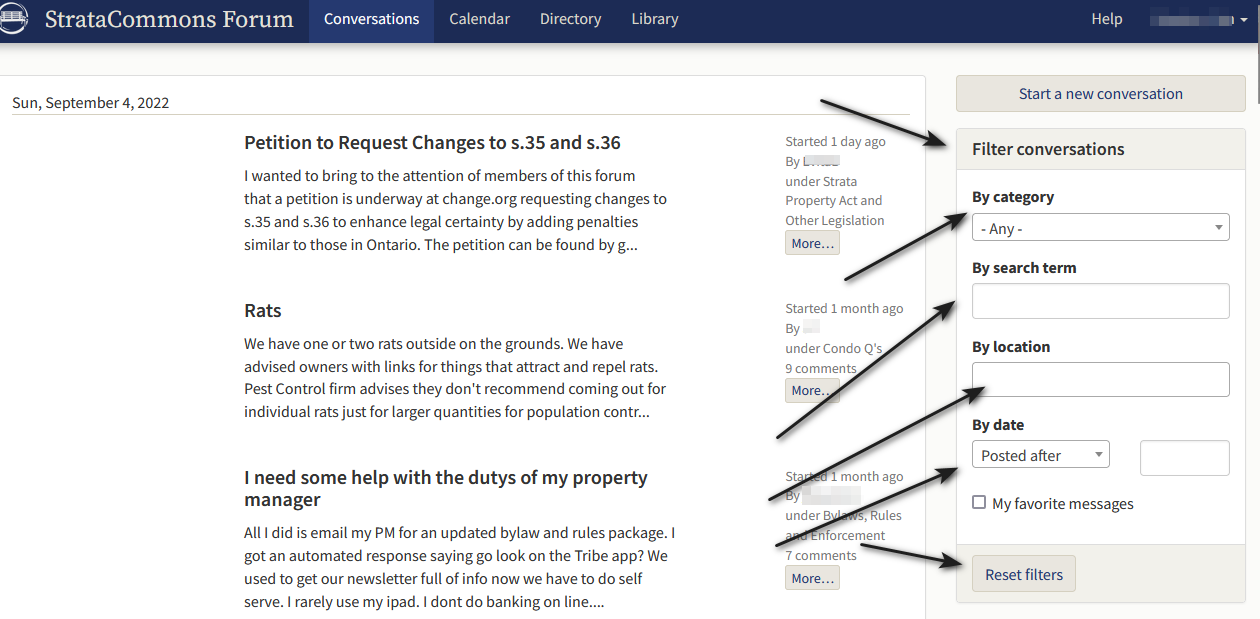 StrataCommons Forum
Conversations
Calendar
Directory
Library
Help
Sun, September 4, 2022
Petition to Request Changes to s.35 and s.36
I wanted to bring to the attention of members of this forum
that a petition is underway at change.org requesting changes to
s.35 and s.36 to enhance legal certainty by adding penalties
similar to those in Ontario. The petition can be found by g...
Started 1 day ago
By
under Strata
Property Act and
Other Legislation
More...
Rats
We have one or two rats outside on the grounds. We have
advised owners with links for things that attract and repel rats.
Pest Control firm advises they don't recommend coming out for
individual rats just for larger quantities for population contr...
Started 1 month ago
By
under Condo Q's
9 comments
More...
I need some help with the dutys of my property
manager
All I did is email my PM for an updated bylaw and rules package. I
got an automated response saying go look on the Tribe app? We
used to get our newsletter full of info now we have to do self
serve. I rarely use my ipad. I dont do banking on line....
Started 1 month ago
By
under Bylaws, Rules
and Enforcement
7 comments
More...
Start a new conversation
Filter conversations
By category
- Any -
By search term
By location
By date
Posted after
My favorite messages
Reset filters